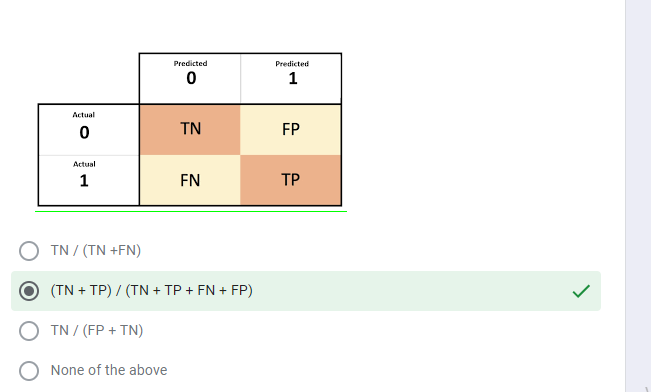 Predicted Predicted
0 1
Actual
0 TN FP
Actual
1 FN TP
TN / (TN +FN)
(TN + TP) / (TN + TP + FN + FP)
TN / (FP + TN)
None of the above